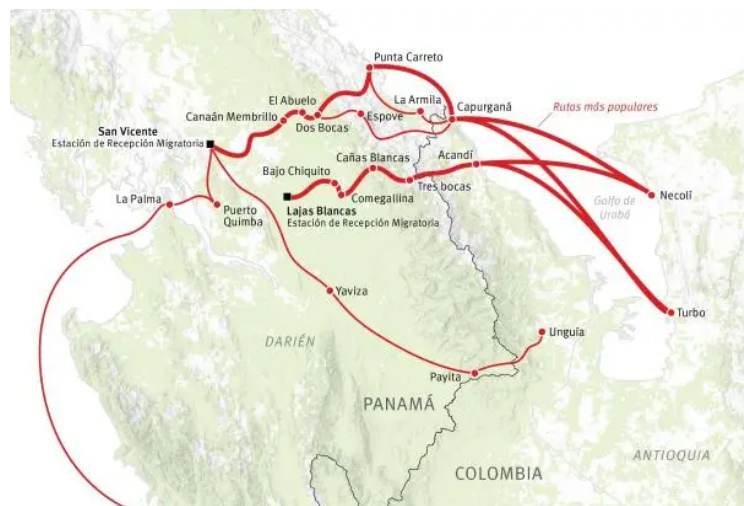 Punta Carreto
El Abuelo
La Armila
Capurganá
Rutas más populares
Canaán Membrillo
Dos Bocas
Espove
San Vicente
Estación de Recepción Migratoria
Cañas Blancas
Acandí
Bajo Chiquito
Tres bocas
La Palma
Puerto
Quimba
Lajas Blancas
Estación de Recepción Migratoria
Comegallina
Golfo de
Urabá
Necolí
Yaviza
Turbo
Unguía
DARIÉN
Payita
PANAMÁ
COLOMBIA
ANTIOQUIA